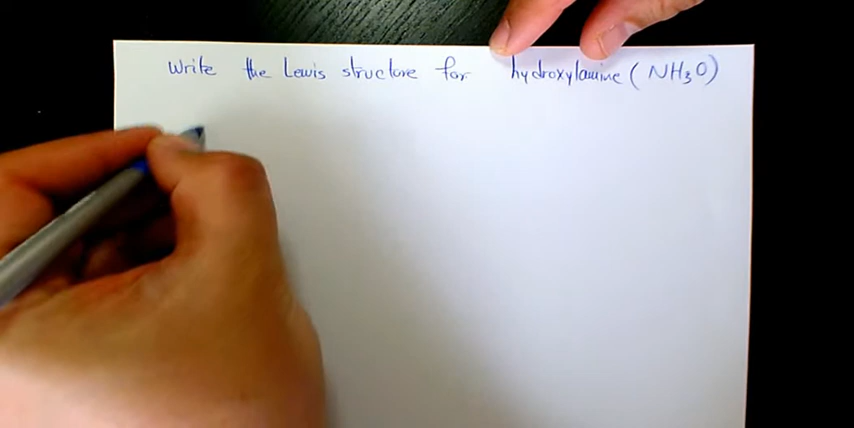 Write the Lewis structure for hydroxylamine (NH₃O)